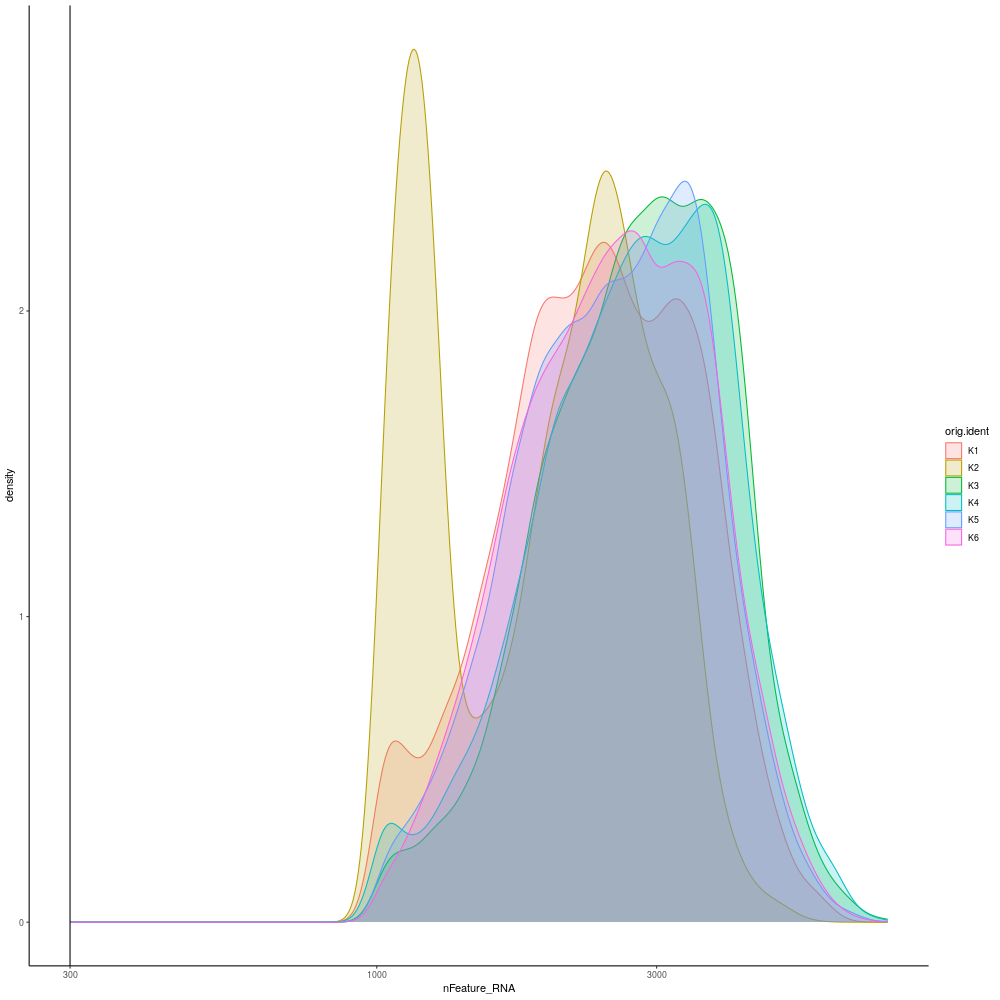 density
2
1
0
300
1000
3000
nFeature_RNA
orig.ident
K1
K2
K3
K4
K5
K6